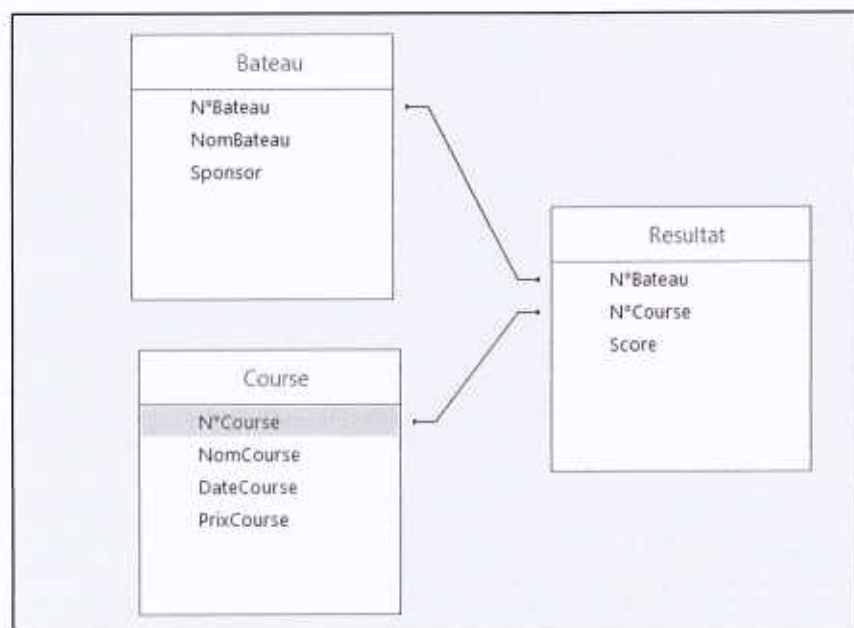 Bateau
N°Bateau
NomBateau
Sponsor
Resultat
N°Bateau
N°Course
Score
Course
N°Course
NomCourse
DateCourse
PrixCourse